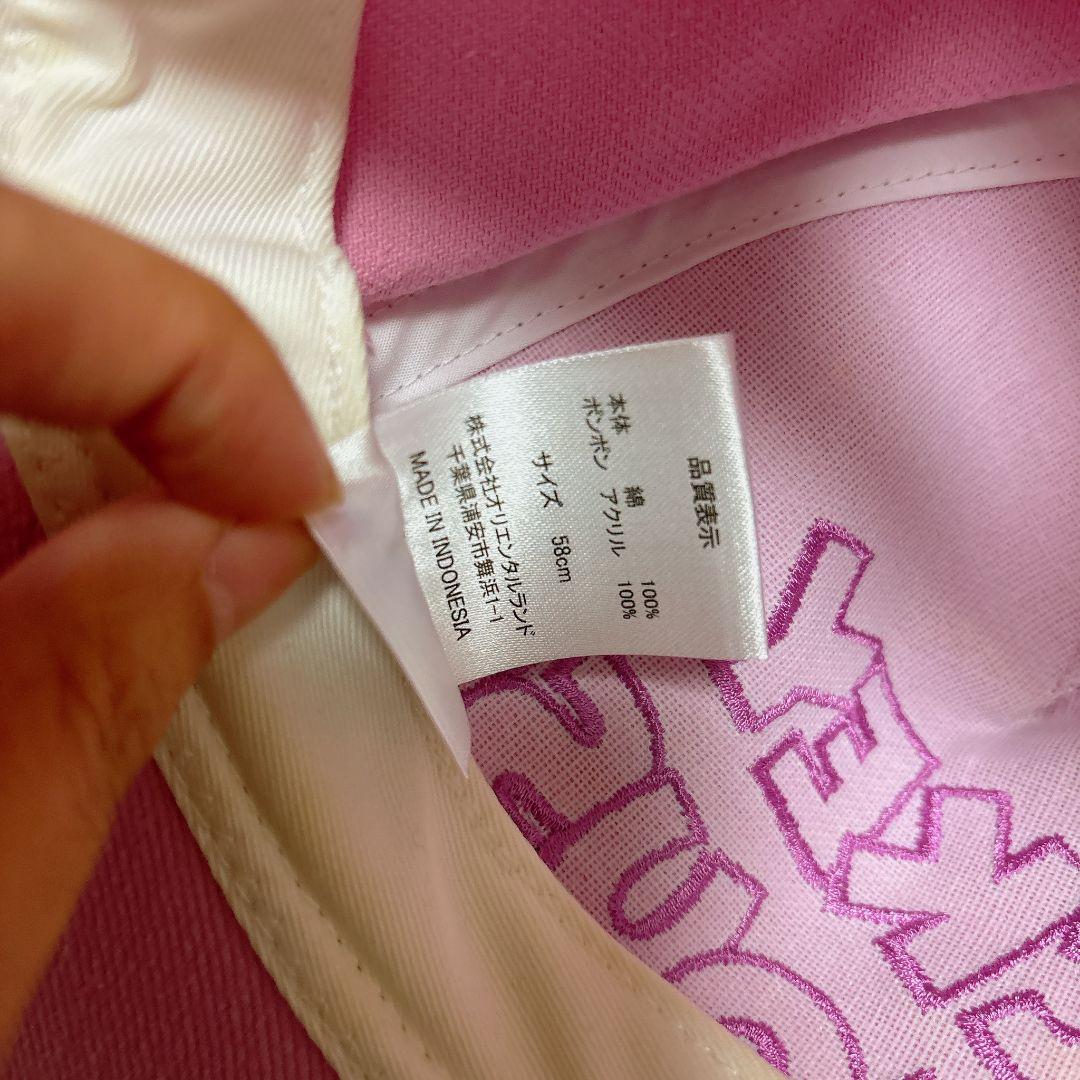 品質表示
本体 綿 100%
ポンポン アクリル 100%
サイズ 58cm
株式会社オリエンタルランド
千葉県浦安市舞浜1-1
MADE IN INDONESIA